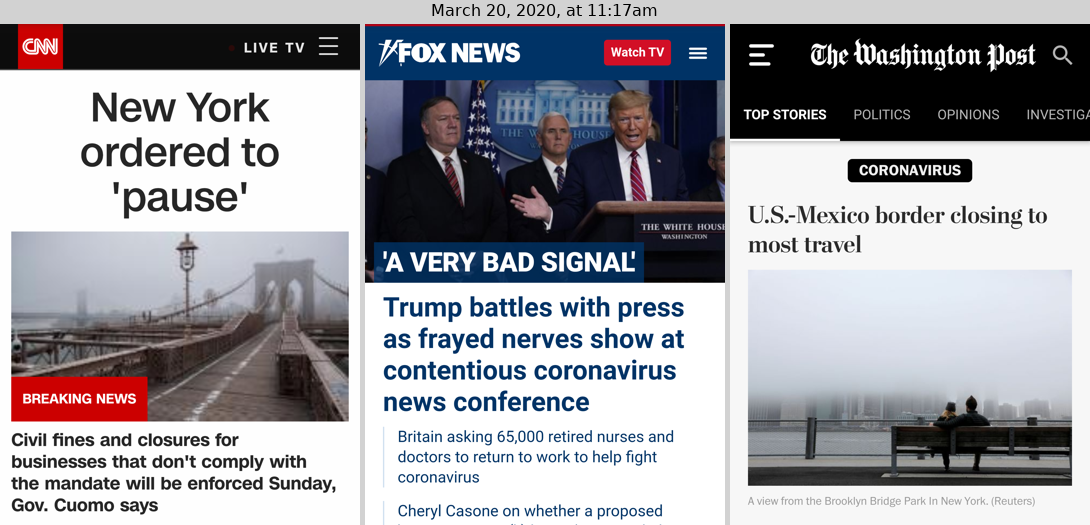 March 20, 2020, at 11:17am
CNN
LIVE TV
New York
ordered to
'pause'
BREAKING NEWS
Civil fines and closures for
businesses that don't comply with
the mandate will be enforced Sunday,
Gov. Cuomo says
FOX NEWS
Watch TV
THE WHITE HOUSE
WASHINGTON
'A VERY BAD SIGNAL'
Trump battles with press
as frayed nerves show at
contentious coronavirus
news conference
Britain asking 65,000 retired nurses and
doctors to return to work to help fight
coronavirus
Cheryl Casone on whether a proposed
The Washington Post
TOP STORIES POLITICS OPINIONS INVESTIGA
CORONAVIRUS
U.S.-Mexico border closing to
most travel
A view from the Brooklyn Bridge Park In New York. (Reuters)